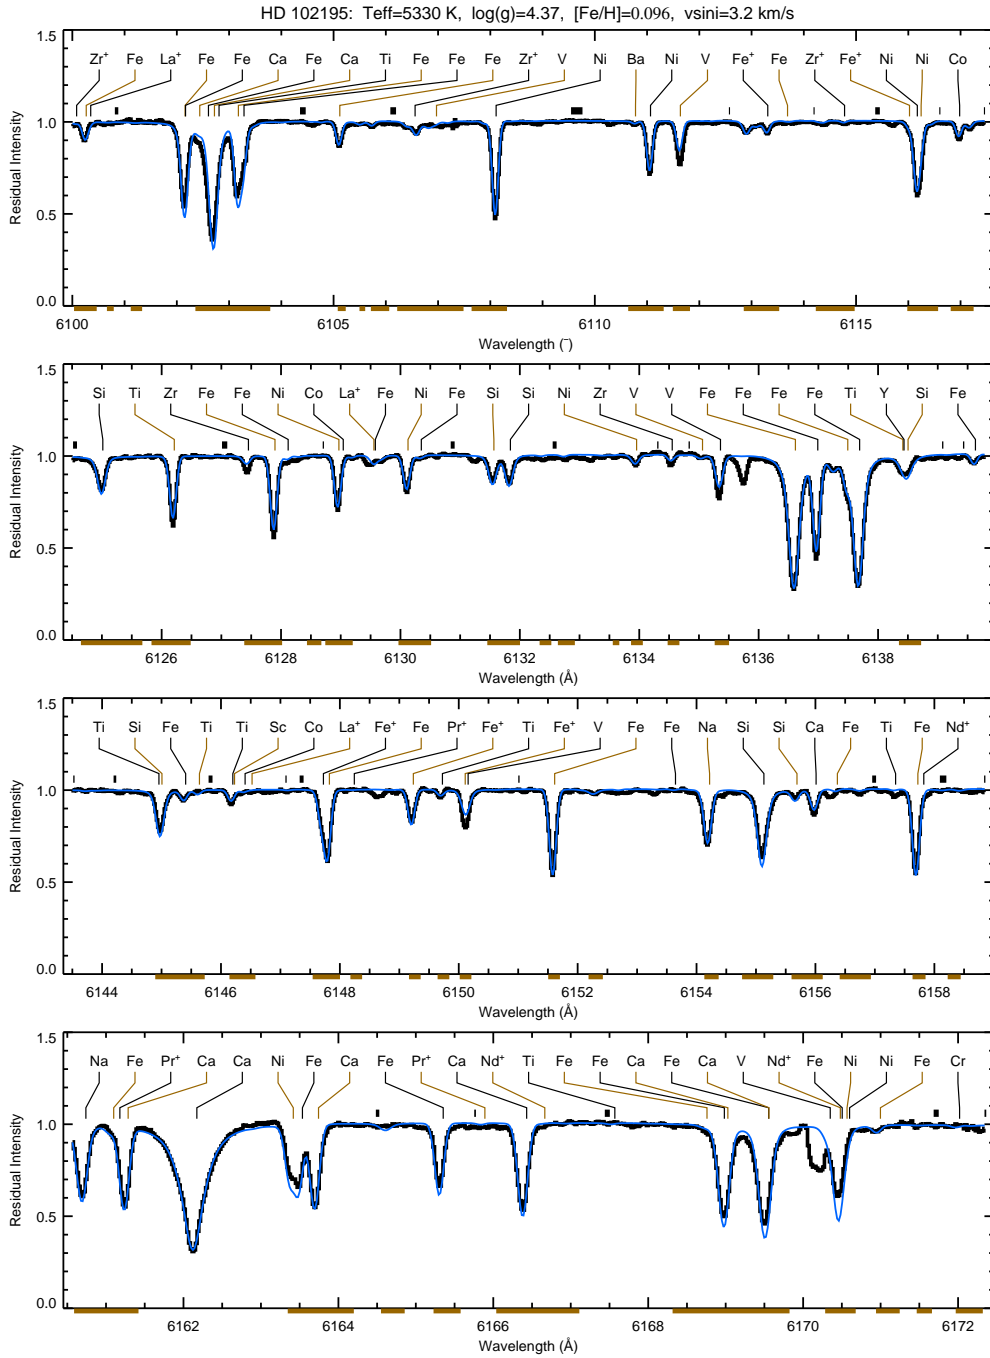 HD 102195: Teff=5330 K, log(g)=4.37, [Fe/H]=0.096, vsini=3.2 km/s
1.5
Zr⁺ Fe La⁺ Fe Fe Ca Fe Ca Ti Fe Fe Fe Zr⁺ V Ni Ba Ni V Fe⁺ Fe Zr⁺ Fe⁺ Ni Ni Co
1.0
Residual Intensity
0.5
0.0
6100 6105 6110 6115
Wavelength (¯)
1.5
Si Ti Zr Fe Fe Ni Co La⁺ Fe Ni Fe Si Si Ni Zr V V Fe Fe Fe Fe Ti Y Si Fe
1.0
Residual Intensity
0.5
0.0
6126 6128 6130 6132 6134 6136 6138
Wavelength (Å)
1.5
Ti Si Fe Ti Ti Sc Co La⁺ Fe⁺ Fe Pr⁺ Fe⁺ Ti Fe⁺ V Fe Fe Na Si Si Ca Fe Ti Fe Nd⁺
1.0
Residual Intensity
0.5
0.0
6144 6146 6148 6150 6152 6154 6156 6158
Wavelength (Å)
1.5
Na Fe Pr⁺ Ca Ca Ni Fe Ca Fe Pr⁺ Ca Nd⁺ Ti Fe Fe Ca Fe Ca V Nd⁺ Fe Ni Ni Fe Cr
1.0
Residual Intensity
0.5
0.0
6162 6164 6166 6168 6170 6172
Wavelength (Å)